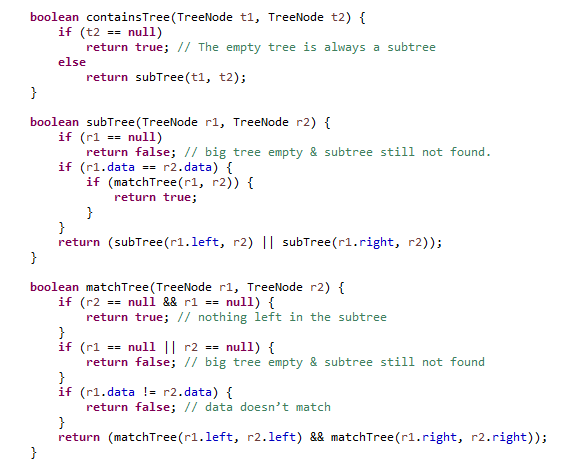 boolean containsTree(TreeNode t1, TreeNode t2) {
    if (t2 == null)
        return true; // The empty tree is always a subtree
    else
        return subTree(t1, t2);
}

boolean subTree(TreeNode r1, TreeNode r2) {
    if (r1 == null)
        return false; // big tree empty & subtree still not found.
    if (r1.data == r2.data) {
        if (matchTree(r1, r2)) {
            return true;
        }
    }
    return (subTree(r1.left, r2) || subTree(r1.right, r2));
}

boolean matchTree(TreeNode r1, TreeNode r2) {
    if (r2 == null && r1 == null) {
        return true; // nothing left in the subtree
    }
    if (r1 == null || r2 == null) {
        return false; // big tree empty & subtree still not found
    }
    if (r1.data != r2.data) {
        return false; // data doesn’t match
    }
    return (matchTree(r1.left, r2.left) && matchTree(r1.right, r2.right));
}